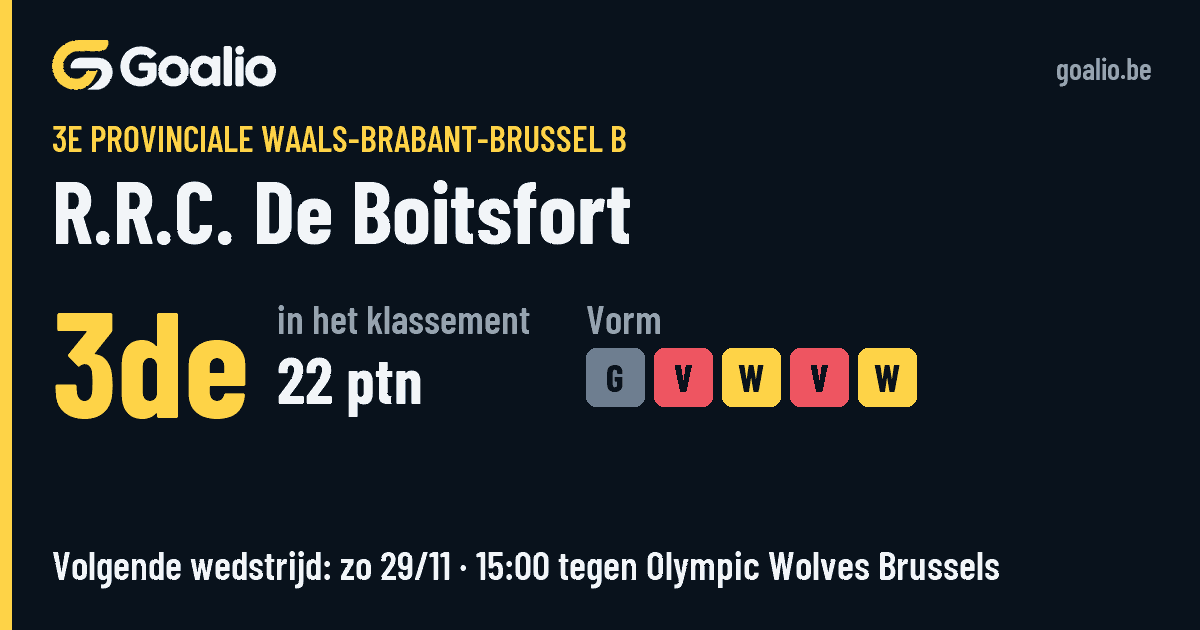 Goalio
goalio.be
3E PROVINCIALE WAALS-BRABANT-BRUSSEL B
R.R.C. De Boitsfort
3de
in het klassement
22 ptn
Vorm
G V W V W
Volgende wedstrijd: zo 29/11 · 15:00 tegen Olympic Wolves Brussels